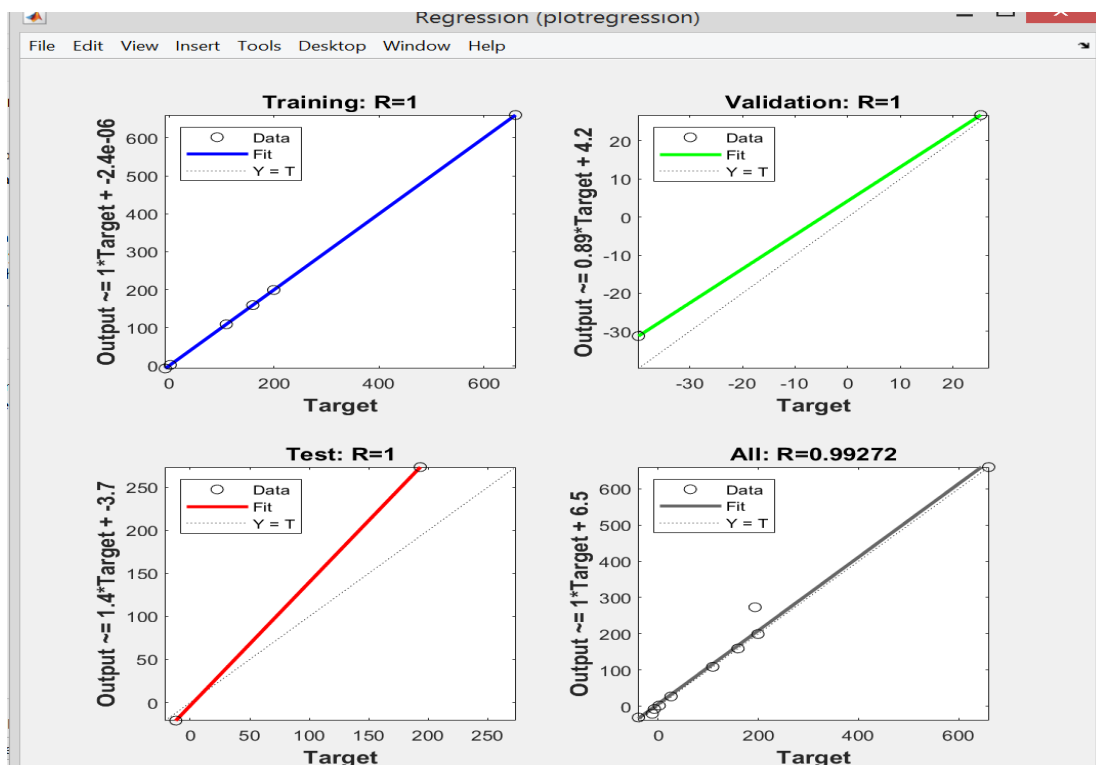 Regression (plotregression)
File Edit View Insert Tools Desktop Window Help
Training: R=1
Output ~= 1*Target + -2.4e-06
Data
Fit
Y = T
600
500
400
300
200
100
0
0 200 400 600
Target
Validation: R=1
Output ~= 0.89*Target + 4.2
Data
Fit
Y = T
20
10
0
-10
-20
-30
-30 -20 -10 0 10 20
Target
Test: R=1
Output ~= 1.4*Target + -3.7
Data
Fit
Y = T
250
200
150
100
50
0
0 50 100 150 200 250
Target
All: R=0.99272
Output ~= 1*Target + 6.5
Data
Fit
Y = T
600
500
400
300
200
100
0
0 200 400 600
Target